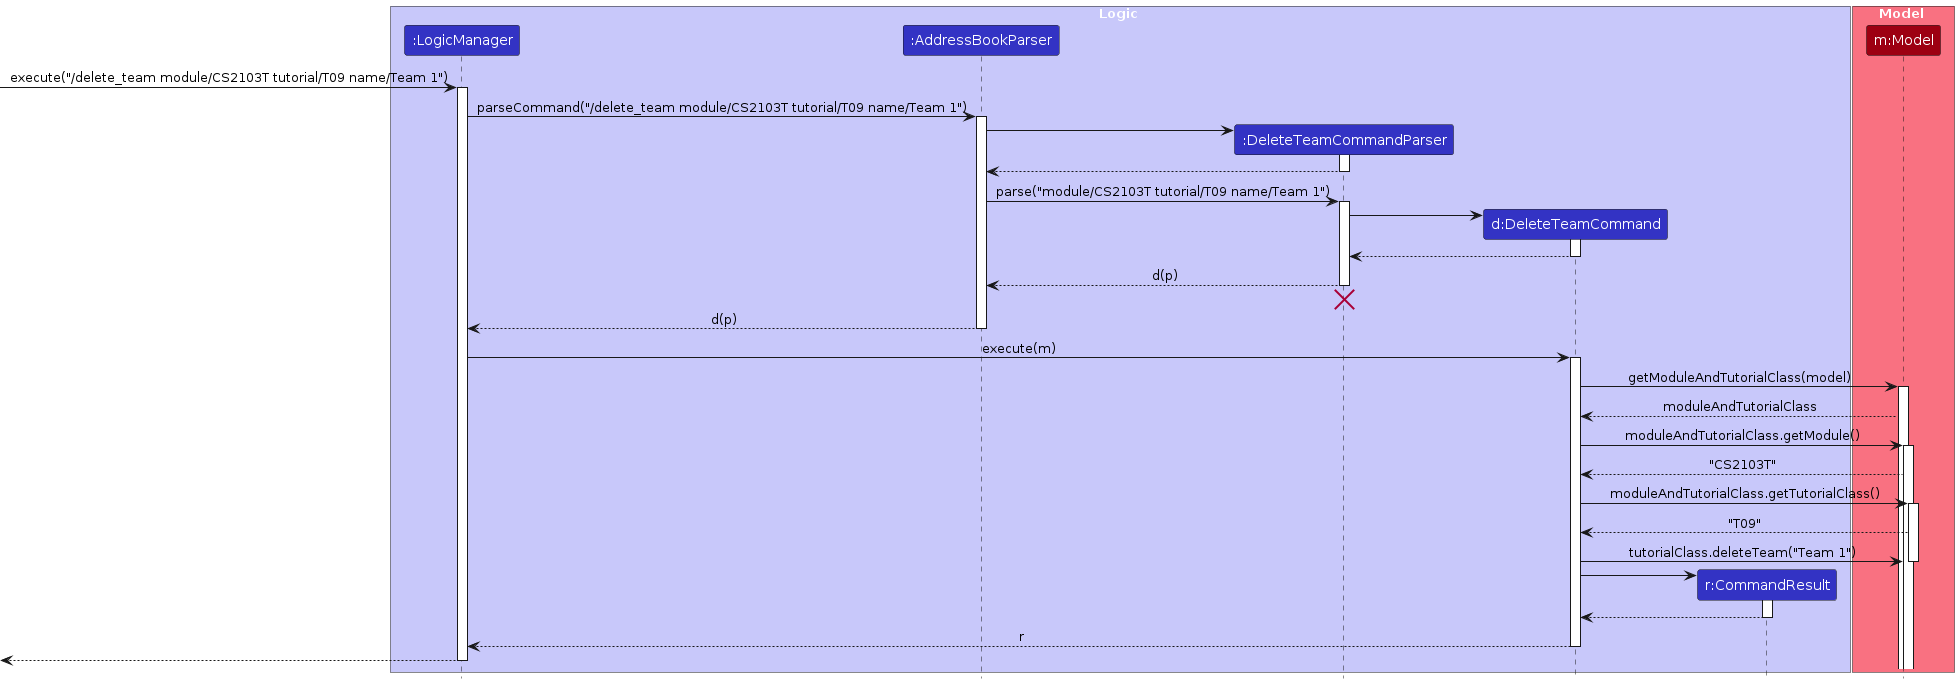 Logic
Model
:LogicManager
:AddressBookParser
m:Model
execute("/delete_team module/CS2103T tutorial/T09 name/Team 1")
parseCommand("/delete_team module/CS2103T tutorial/T09 name/Team 1")
:DeleteTeamCommandParser
parse("module/CS2103T tutorial/T09 name/Team 1")
d:DeleteTeamCommand
d(p)
d(p)
execute(m)
getModuleAndTutorialClass(model)
moduleAndTutorialClass
moduleAndTutorialClass.getModule()
"CS2103T"
moduleAndTutorialClass.getTutorialClass()
"T09"
tutorialClass.deleteTeam("Team 1")
r:CommandResult
r